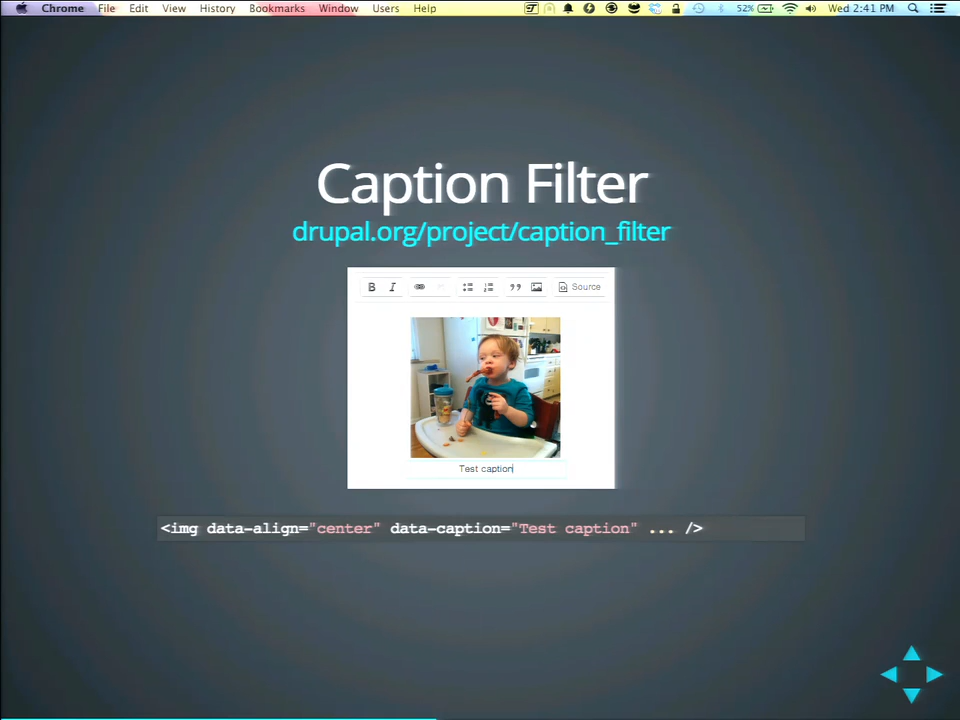 Chrome File Edit View History Bookmarks Window Users Help 52% Wed 2:41 PM
Caption Filter
drupal.org/project/caption_filter
B I Source
Test caption
<img data-align="center" data-caption="Test caption" ... />